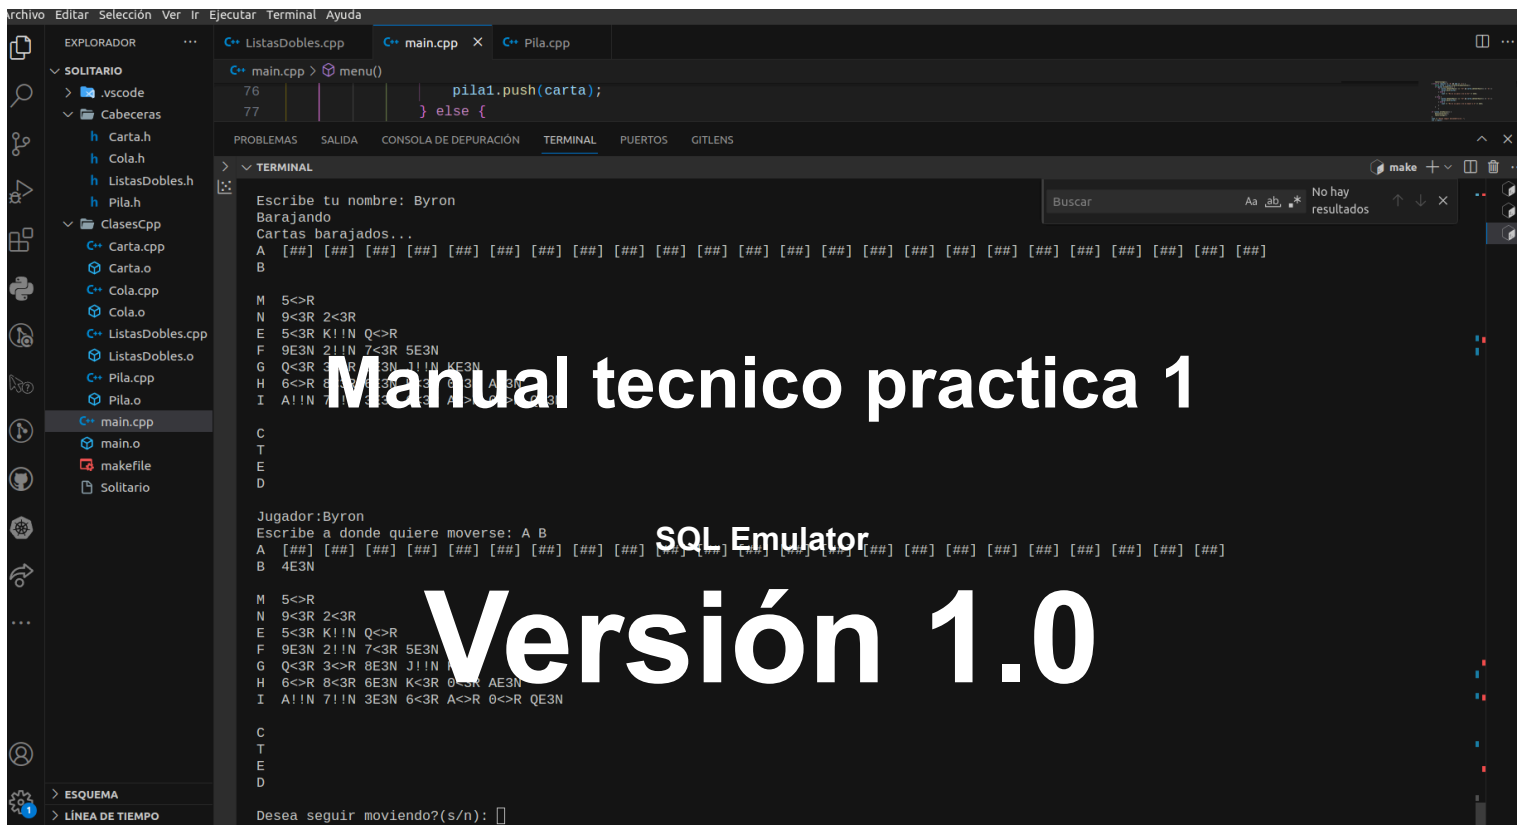 Archivo Editar Selección Ver Ir Ejecutar Terminal Ayuda
EXPLORADOR ...
SOLITARIO
.vscode
Cabeceras
h Carta.h
h Cola.h
h ListasDobles.h
h Pila.h
ClasesCpp
C++ Carta.cpp
Carta.o
C++ Cola.cpp
Cola.o
C++ ListasDobles.cpp
ListasDobles.o
C++ Pila.cpp
Pila.o
C++ main.cpp
main.o
makefile
Solitario
ESQUEMA
LÍNEA DE TIEMPO
1
C++ ListasDobles.cpp C++ main.cpp C++ Pila.cpp
C++ main.cpp > menu()
76 pila1.push(carta);
77 } else {
PROBLEMAS SALIDA CONSOLA DE DEPURACIÓN TERMINAL PUERTOS GITLENS
TERMINAL make
Buscar Aa ab No hay
resultados
Escribe tu nombre: Byron
Barajando
Cartas barajados...
A [##] [##] [##] [##] [##] [##] [##] [##] [##] [##] [##] [##] [##] [##] [##] [##] [##] [##] [##] [##] [##] [##] [##] [##]
B
M 5<>R
N 9<3R 2<3R
E 5<3R K!!N Q<>R
F 9E3N 2!!N 7<3R 5E3N
G Q<3R
H 6<>R
I A!!N
Manual tecnico practica 1
C
T
E
D
Jugador:Byron
Escribe a donde quiere moverse: A B
SQL Emulator
A [##] [##] [##] [##] [##] [##] [##] [##] [##] [##] [##] [##] [##] [##] [##] [##] [##] [##] [##] [##] [##] [##] [##]
B 4E3N
Versión 1.0
M 5<>R
N 9<3R 2<3R
E 5<3R K!!N Q<>R
F 9E3N 2!!N 7<3R 5E3N
G Q<3R 3<>R 8E3N J!!N
H 6<>R 8<3R 6E3N K<3R 0<3R AE3N
I A!!N 7!!N 3E3N 6<3R A<>R 0<>R QE3N
C
T
E
D
Desea seguir moviendo?(s/n):